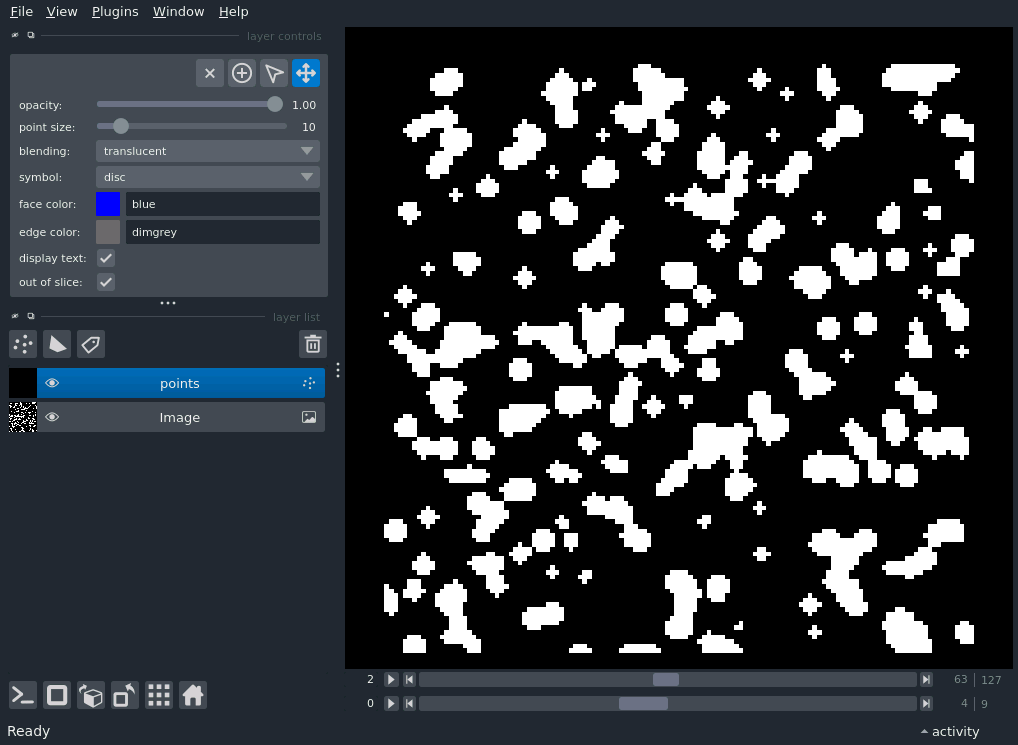 File View Plugins Window Help
layer controls
opacity: 1.00
point size: 10
blending: translucent
symbol: disc
face color: blue
edge color: dimgrey
display text:
out of slice:
layer list
points
Image
2 63 127
0 4 9
Ready activity